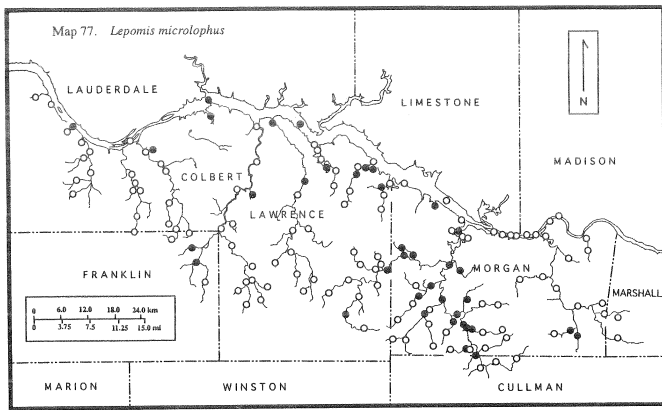 Map 77. Lepomis microlophus
LAUDERDALE
LIMESTONE
N
MADISON
COLBERT
LAWRENCE
FRANKLIN
MORGAN
MARSHALL
0 6.0 12.0 18.0 24.0 km
0 3.75 7.5 11.25 15.0 mi
MARION
WINSTON
CULLMAN